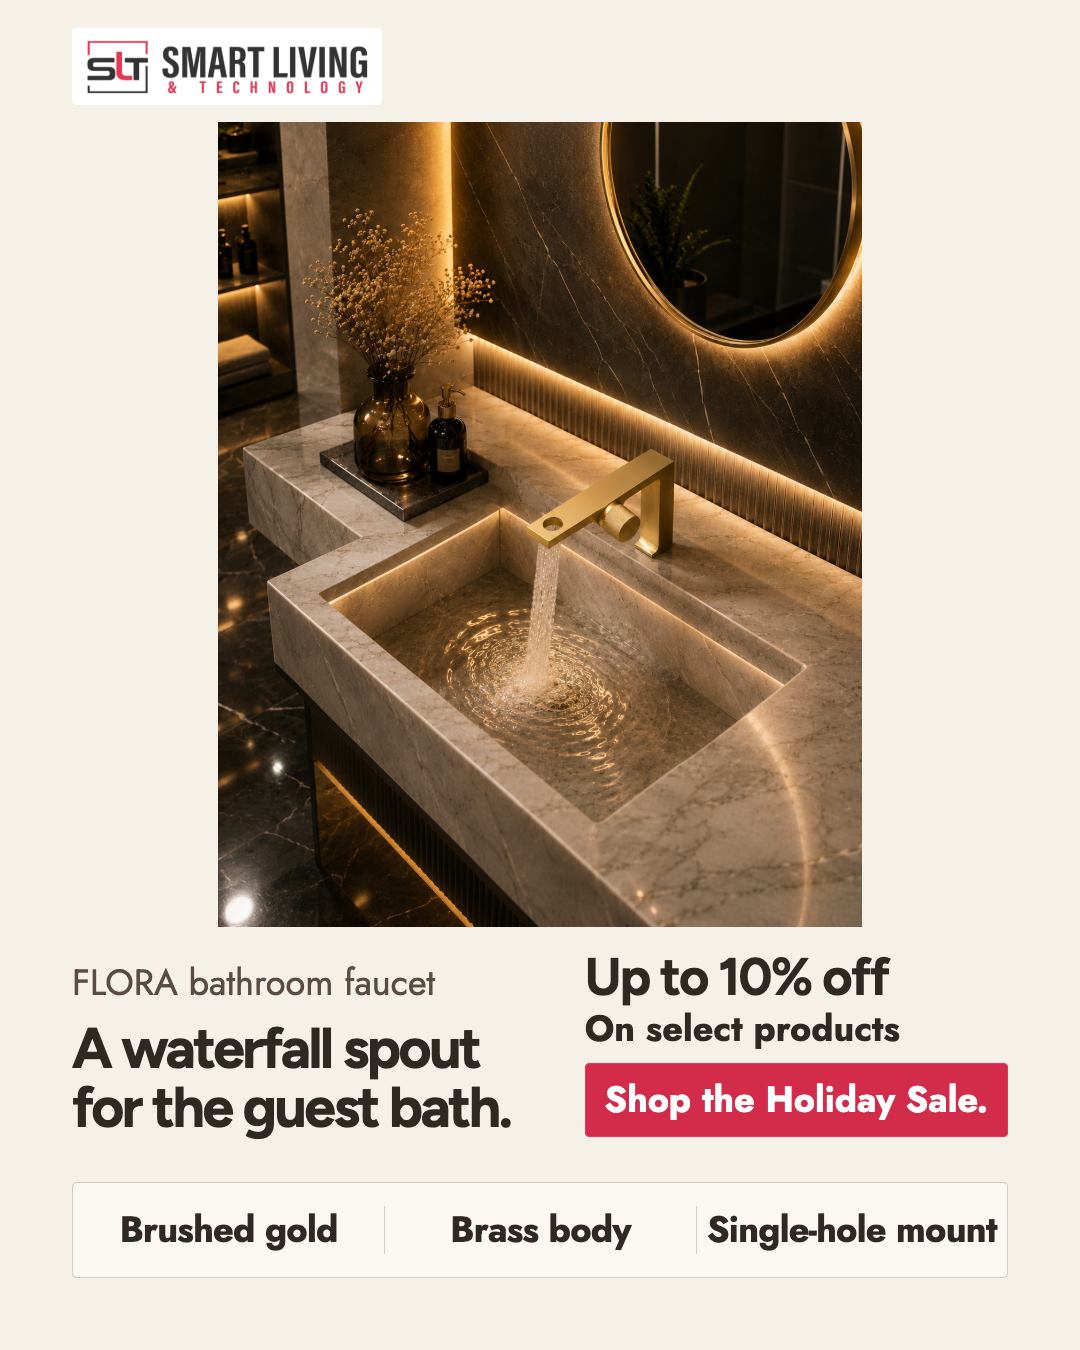 SLT SMART LIVING
& TECHNOLOGY
FLORA bathroom faucet
A waterfall spout
for the guest bath.
Up to 10% off
On select products
Shop the Holiday Sale.
Brushed gold
Brass body
Single-hole mount